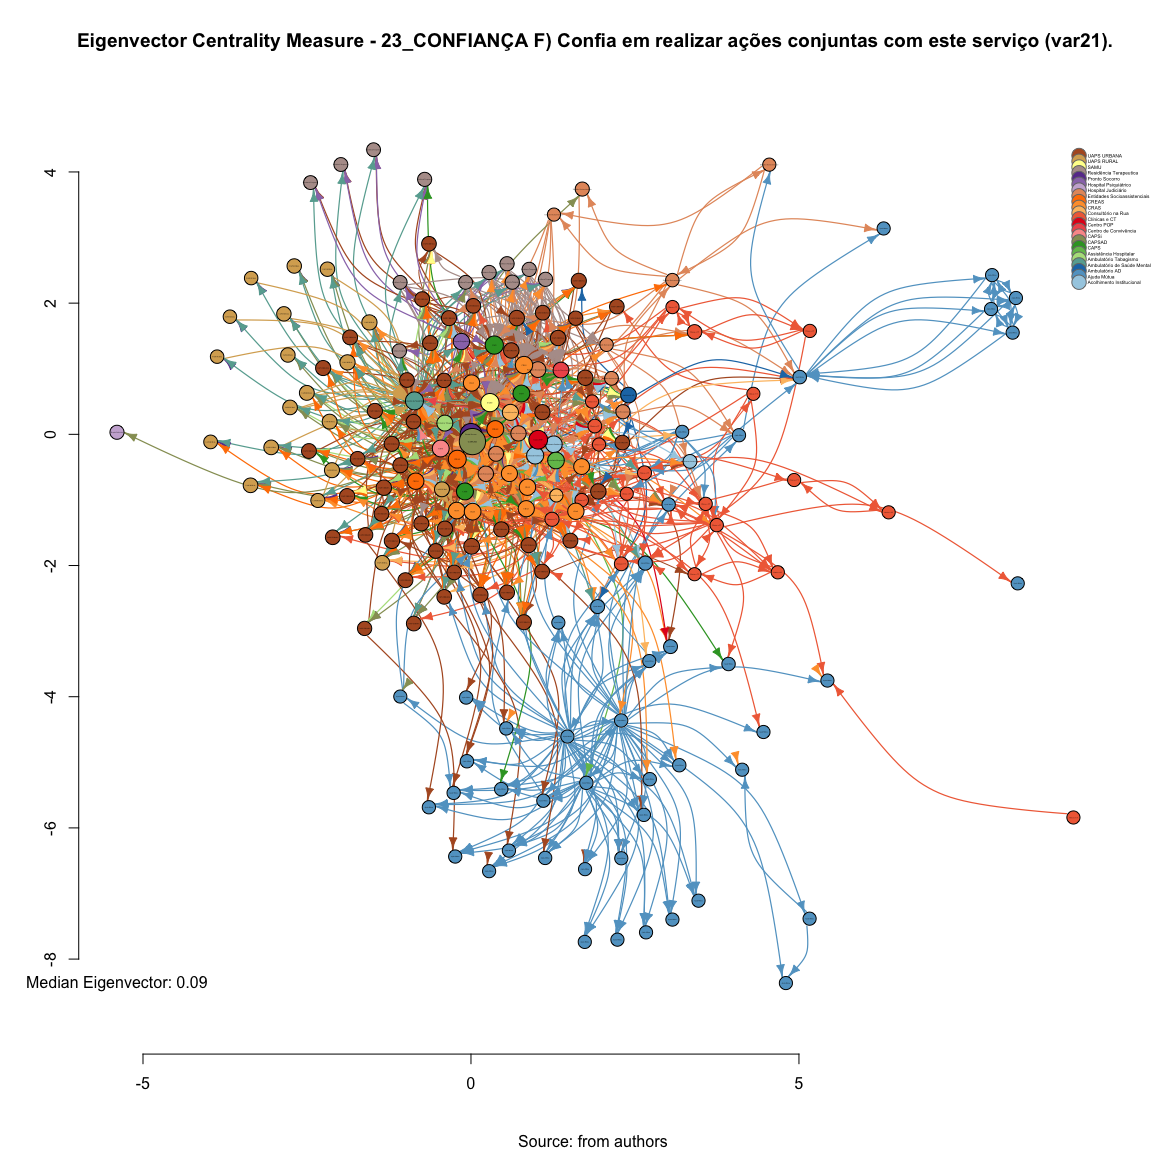 Eigenvector Centrality Measure - 23_CONFIANÇA F) Confia em realizar ações conjuntas com este serviço (var21).
UAPS URBANA
UAPS RURAL
SAMU
Residência Terapeutica
Pronto Socorro
Hospital Psiquiátrico
Hospital Judiciário
Entidades Socioassistenciais
CREAS
CRAS
Consultório na Rua
Clínicas e CT
Centro POP
Centro de Convivência
CAPSi
CAPSAD
CAPS
Assistência Hospitalar
Ambulatório Tabagismo
Ambulatório de Saúde Mental
Ambulatório AD
Ajuda Mútua
Acolhimento Institucional
4
2
0
-2
-4
-6
-8
Median Eigenvector: 0.09
-5
0
5
Source: from authors